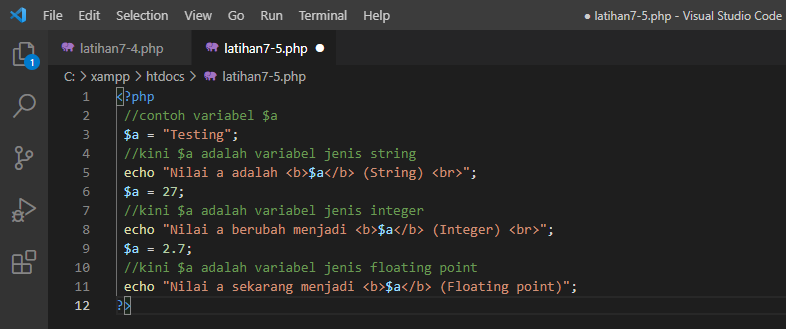 File Edit Selection View Go Run Terminal Help ● latihan7-5.php - Visual Studio Code
latihan7-4.php latihan7-5.php ●
C: > xampp > htdocs > latihan7-5.php
1 <?php
2 //contoh variabel $a
3 $a = "Testing";
4 //kini $a adalah variabel jenis string
5 echo "Nilai a adalah <b>$a</b> (String) <br>";
6 $a = 27;
7 //kini $a adalah variabel jenis integer
8 echo "Nilai a berubah menjadi <b>$a</b> (Integer) <br>";
9 $a = 2.7;
10 //kini $a adalah variabel jenis floating point
11 echo "Nilai a sekarang menjadi <b>$a</b> (Floating point)";
12 ?>
1